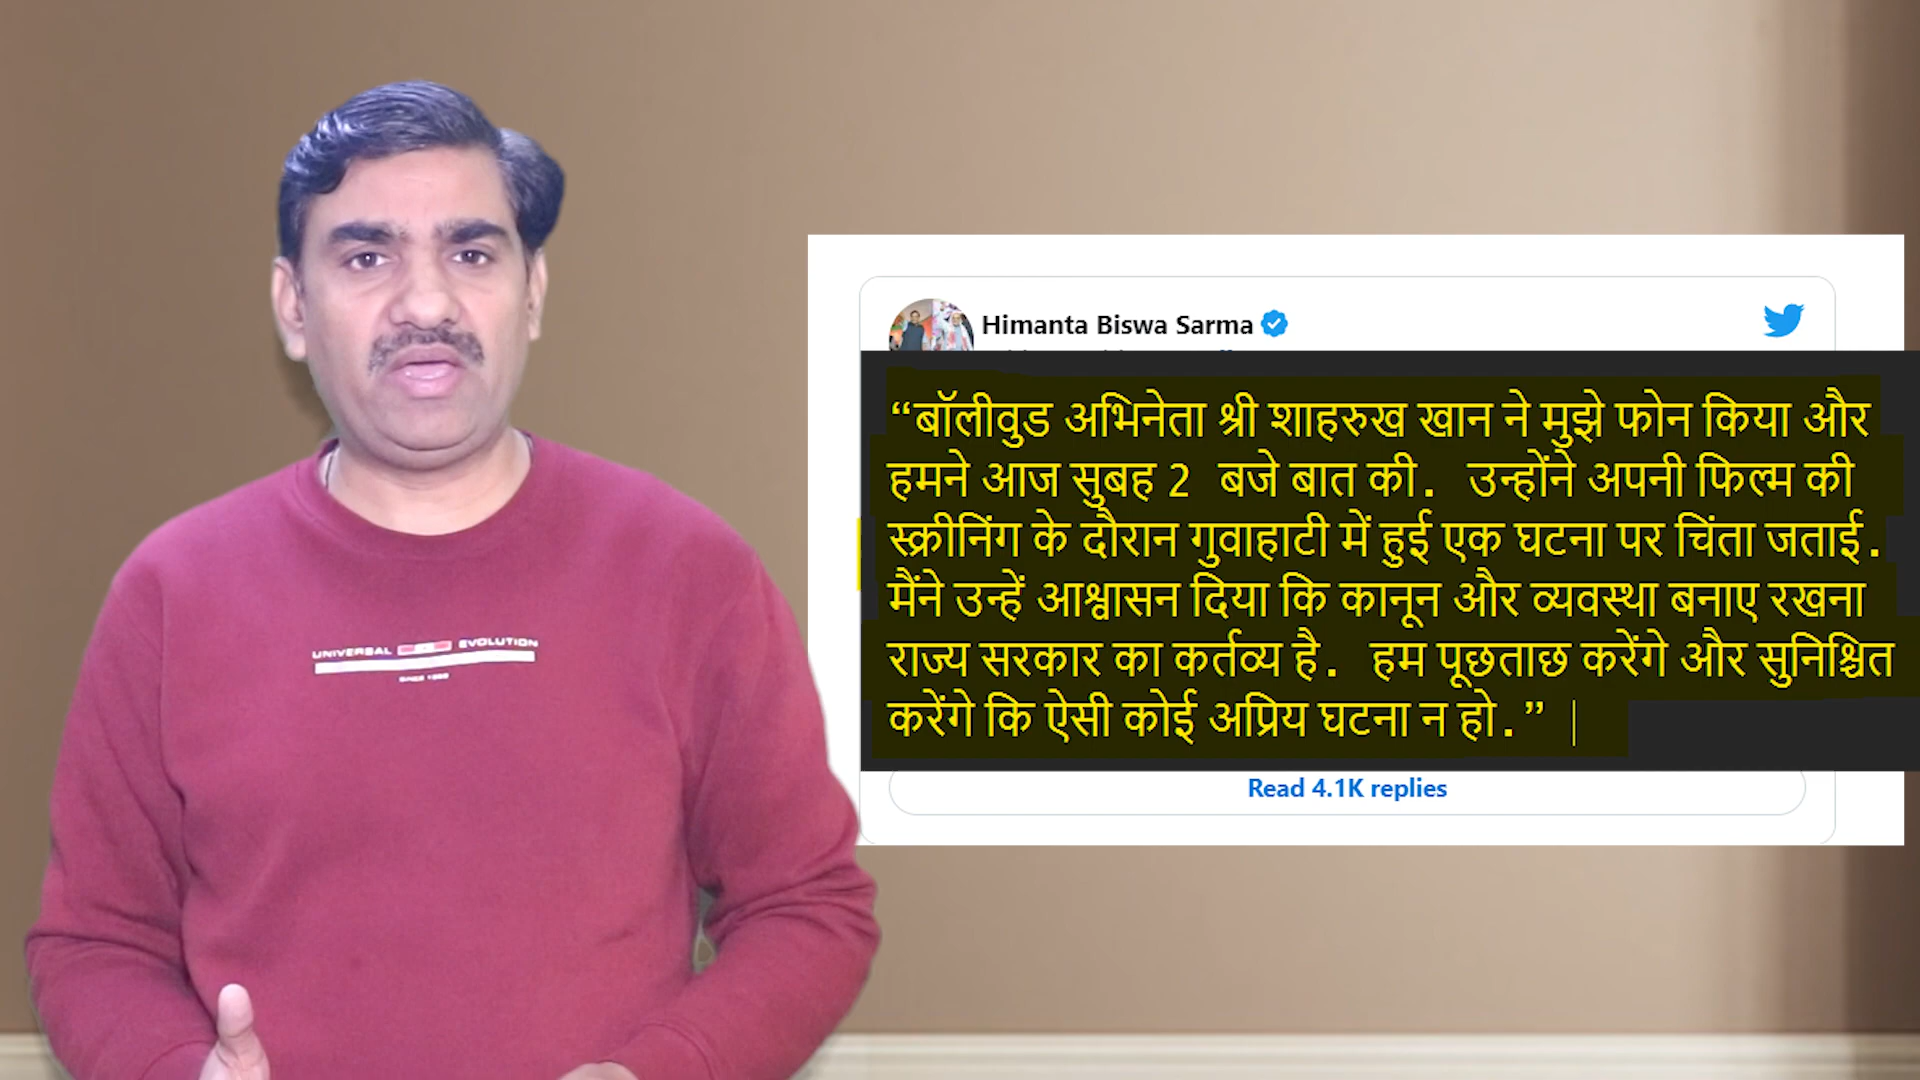 Himanta Biswa Sarma
“बॉलीवुड अभिनेता श्री शाहरुख खान ने मुझे फोन किया और
हमने आज सुबह 2 बजे बात की. उन्होंने अपनी फिल्म की
स्क्रीनिंग के दौरान गुवाहाटी में हुई एक घटना पर चिंता जताई.
मैंने उन्हें आश्वासन दिया कि कानून और व्यवस्था बनाए रखना
राज्य सरकार का कर्तव्य है. हम पूछताछ करेंगे और सुनिश्चित
करेंगे कि ऐसी कोई अप्रिय घटना न हो.”
Read 4.1K replies
UNIVERSAL EVOLUTION